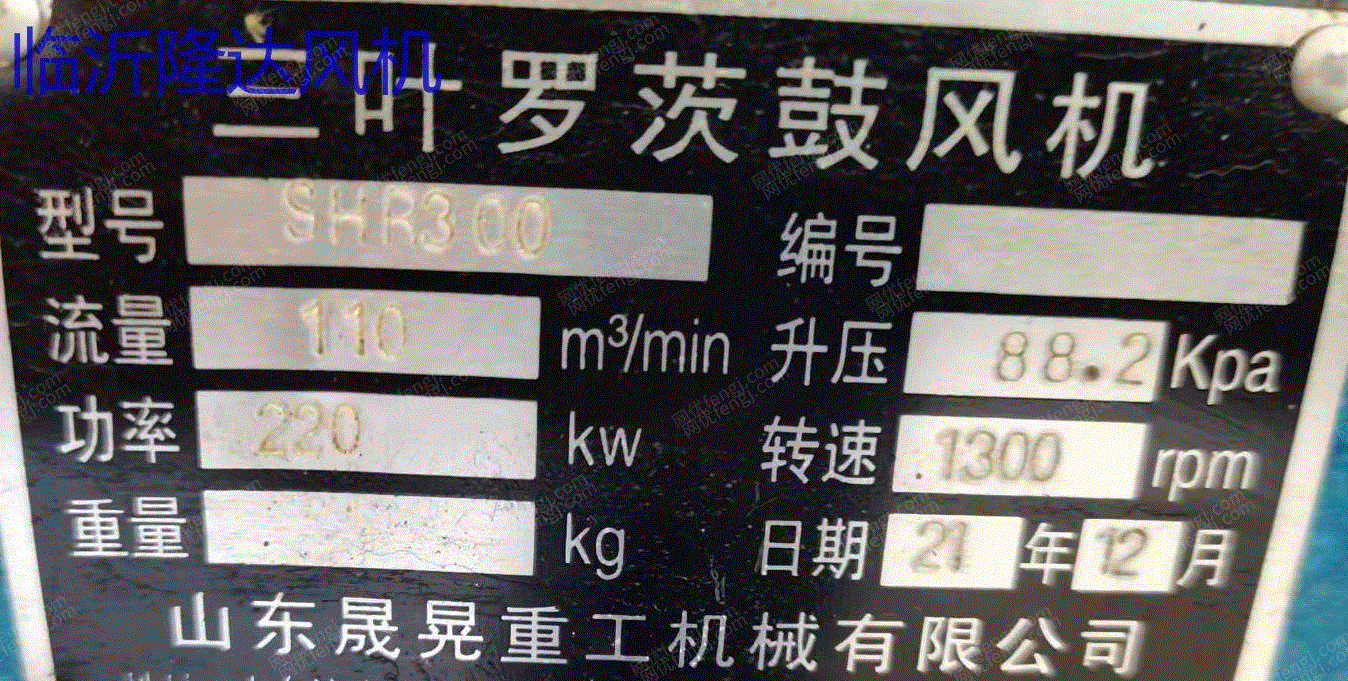 临沂隆达风机
三叶罗茨鼓风机
型号 SHR300 编号
流量 110 m³/min 升压 88.2 Kpa
功率 220 kw 转速 1300 rpm
重量 kg 日期 21 年 12 月
山东晟晃重工机械有限公司